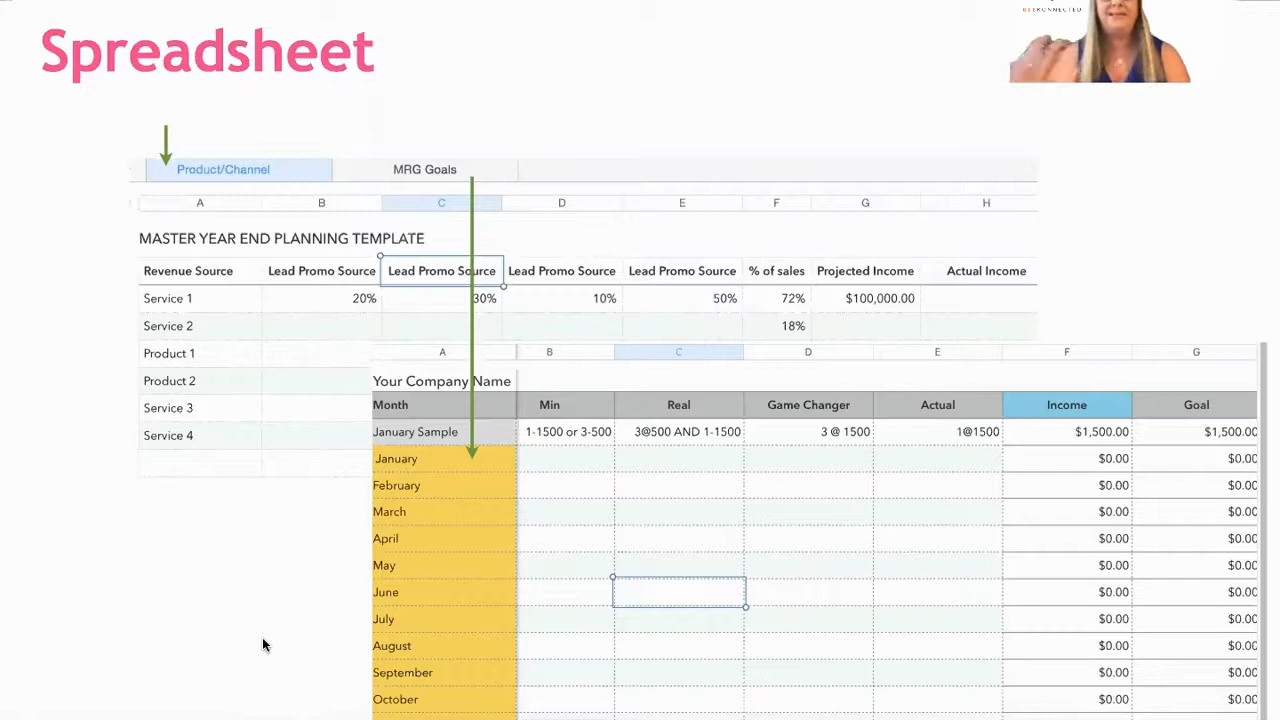 BEEKONNECTED
Spreadsheet
Product/Channel MRG Goals
A B C D E F G H
MASTER YEAR END PLANNING TEMPLATE
Revenue Source Lead Promo Source Lead Promo Source Lead Promo Source Lead Promo Source % of sales Projected Income Actual Income
Service 1 20% 30% 10% 50% 72% $100,000.00
Service 2 18%
Product 1
Product 2
Service 3
Service 4
A B C D E F G
Your Company Name
Month Min Real Game Changer Actual Income Goal
January Sample 1-1500 or 3-500 3@500 AND 1-1500 3 @ 1500 1@1500 $1,500.00 $1,500.00
January $0.00 $0.00
February $0.00 $0.00
March $0.00 $0.00
April $0.00 $0.00
May $0.00 $0.00
June $0.00 $0.00
July $0.00 $0.00
August $0.00 $0.00
September $0.00 $0.00
October $0.00 $0.00